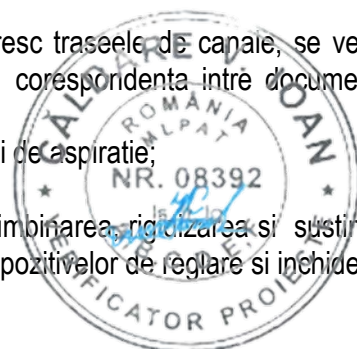 resc traseele de canale, se ve
corespondenta intre docume
i de aspiratie;
imbinarea, rigidizarea si sustin
pozitivelor de reglare si inchide
CĂLDARE V. IOAN
ROMÂNIA
MLPAT
NR. 08392
VERIFICATOR PROIECTE